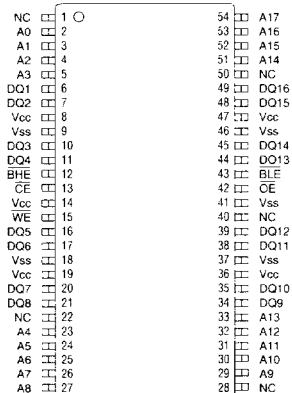 NC 1 54 A17
A0 2 53 A16
A1 3 52 A15
A2 4 51 A14
A3 5 50 NC
DQ1 6 49 DQ16
DQ2 7 48 DQ15
Vcc 8 47 Vcc
Vss 9 46 Vss
DQ3 10 45 DQ14
DQ4 11 44 DQ13
BHE 12 43 BLE
CE 13 42 OE
Vcc 14 41 Vss
WE 15 40 NC
DQ5 16 39 DQ12
DQ6 17 38 DQ11
Vss 18 37 Vss
Vcc 19 36 Vcc
DQ7 20 35 DQ10
DQ8 21 34 DQ9
NC 22 33 A13
A4 23 32 A12
A5 24 31 A11
A6 25 30 A10
A7 26 29 A9
A8 27 28 NC